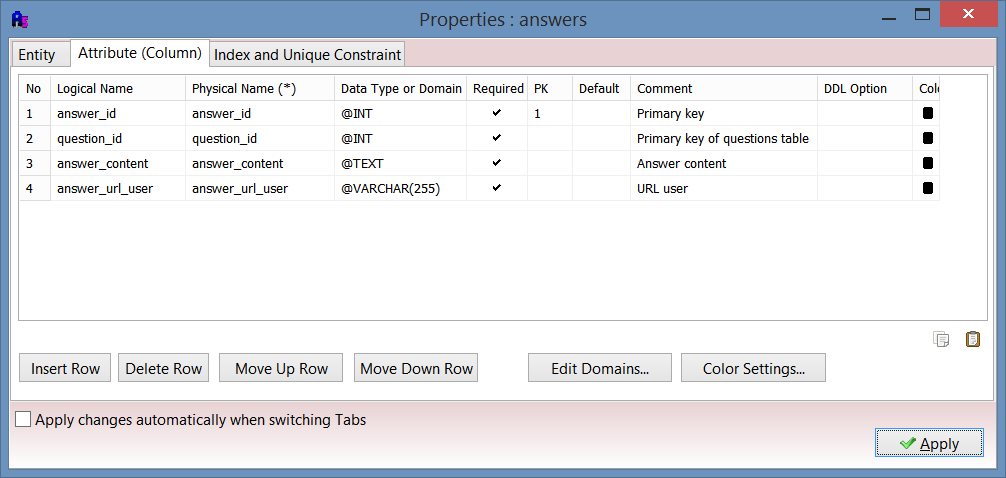 Properties : answers
Entity Attribute (Column) Index and Unique Constraint
No Logical Name Physical Name (*) Data Type or Domain Required PK Default Comment DDL Option Colo
1 answer_id answer_id @INT 1 Primary key
2 question_id question_id @INT Primary key of questions table
3 answer_content answer_content @TEXT Answer content
4 answer_url_user answer_url_user @VARCHAR(255) URL user
Insert Row Delete Row Move Up Row Move Down Row Edit Domains... Color Settings...
Apply changes automatically when switching Tabs
Apply